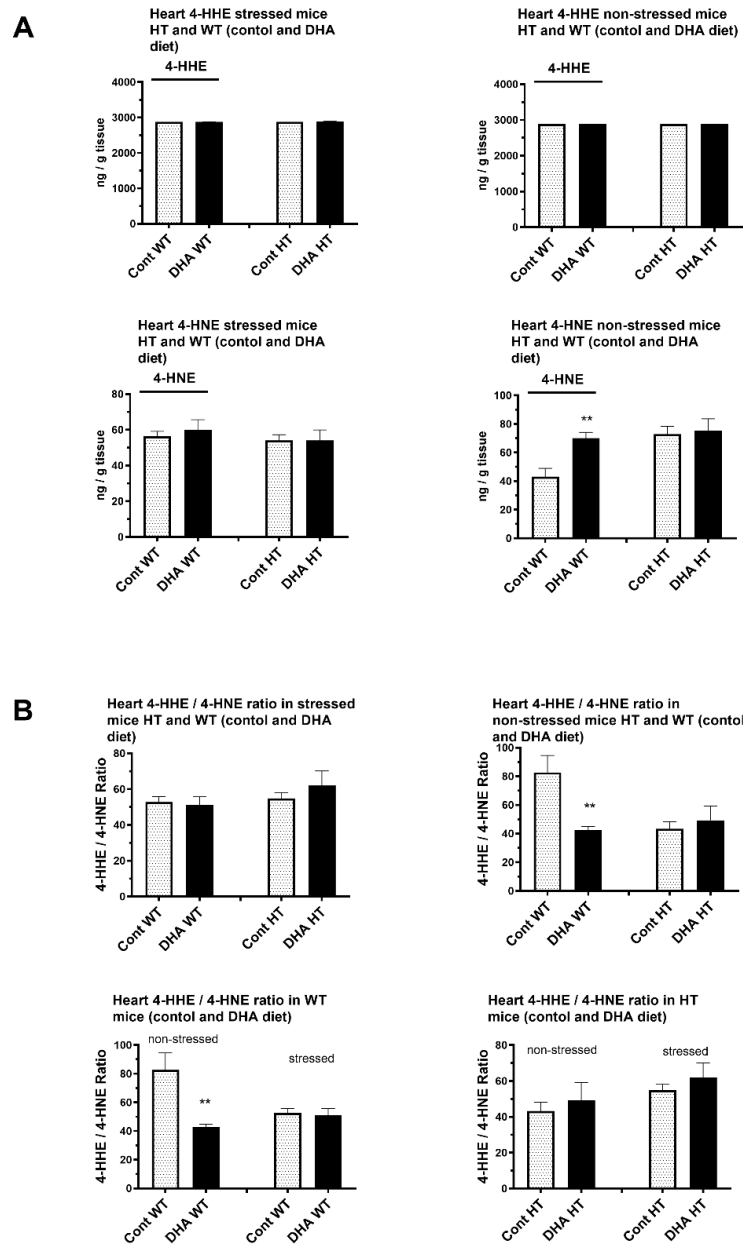 A
Heart 4-HHE stressed mice
HT and WT (contol and DHA
diet)
4-HHE
ng / g tissue
4000
3000
2000
1000
0
Cont WT
DHA WT
Cont HT
DHA HT
Heart 4-HHE non-stressed mice
HT and WT (contol and DHA diet)
4-HHE
ng / g tissue
4000
3000
2000
1000
0
Cont WT
DHA WT
Cont HT
DHA HT
Heart 4-HNE stressed mice
HT and WT (contol and DHA
diet)
4-HNE
ng / g tissue
80
60
40
20
0
Cont WT
DHA WT
Cont HT
DHA HT
Heart 4-HNE non-stressed mice
HT and WT (contol and DHA
diet)
4-HNE
ng / g tissue
100
80
60
40
20
0
**
Cont WT
DHA WT
Cont HT
DHA HT
B
Heart 4-HHE / 4-HNE ratio in stressed
mice HT and WT (contol and DHA
diet)
4-HHE / 4-HNE Ratio
80
60
40
20
0
Cont WT
DHA WT
Cont HT
DHA HT
Heart 4-HHE / 4-HNE ratio in
non-stressed mice HT and WT (contol
and DHA diet)
4-HHE / 4-HNE Ratio
100
80
60
40
20
0
**
Cont WT
DHA WT
Cont HT
DHA HT
Heart 4-HHE / 4-HNE ratio in WT
mice (contol and DHA diet)
non-stressed
stressed
4-HHE / 4-HNE Ratio
100
80
60
40
20
0
**
Cont WT
DHA WT
Cont WT
DHA WT
Heart 4-HHE / 4-HNE ratio in HT
mice (contol and DHA diet)
non-stressed
stressed
4-HHE / 4-HNE Ratio
80
60
40
20
0
Cont HT
DHA HT
Cont HT
DHA HT